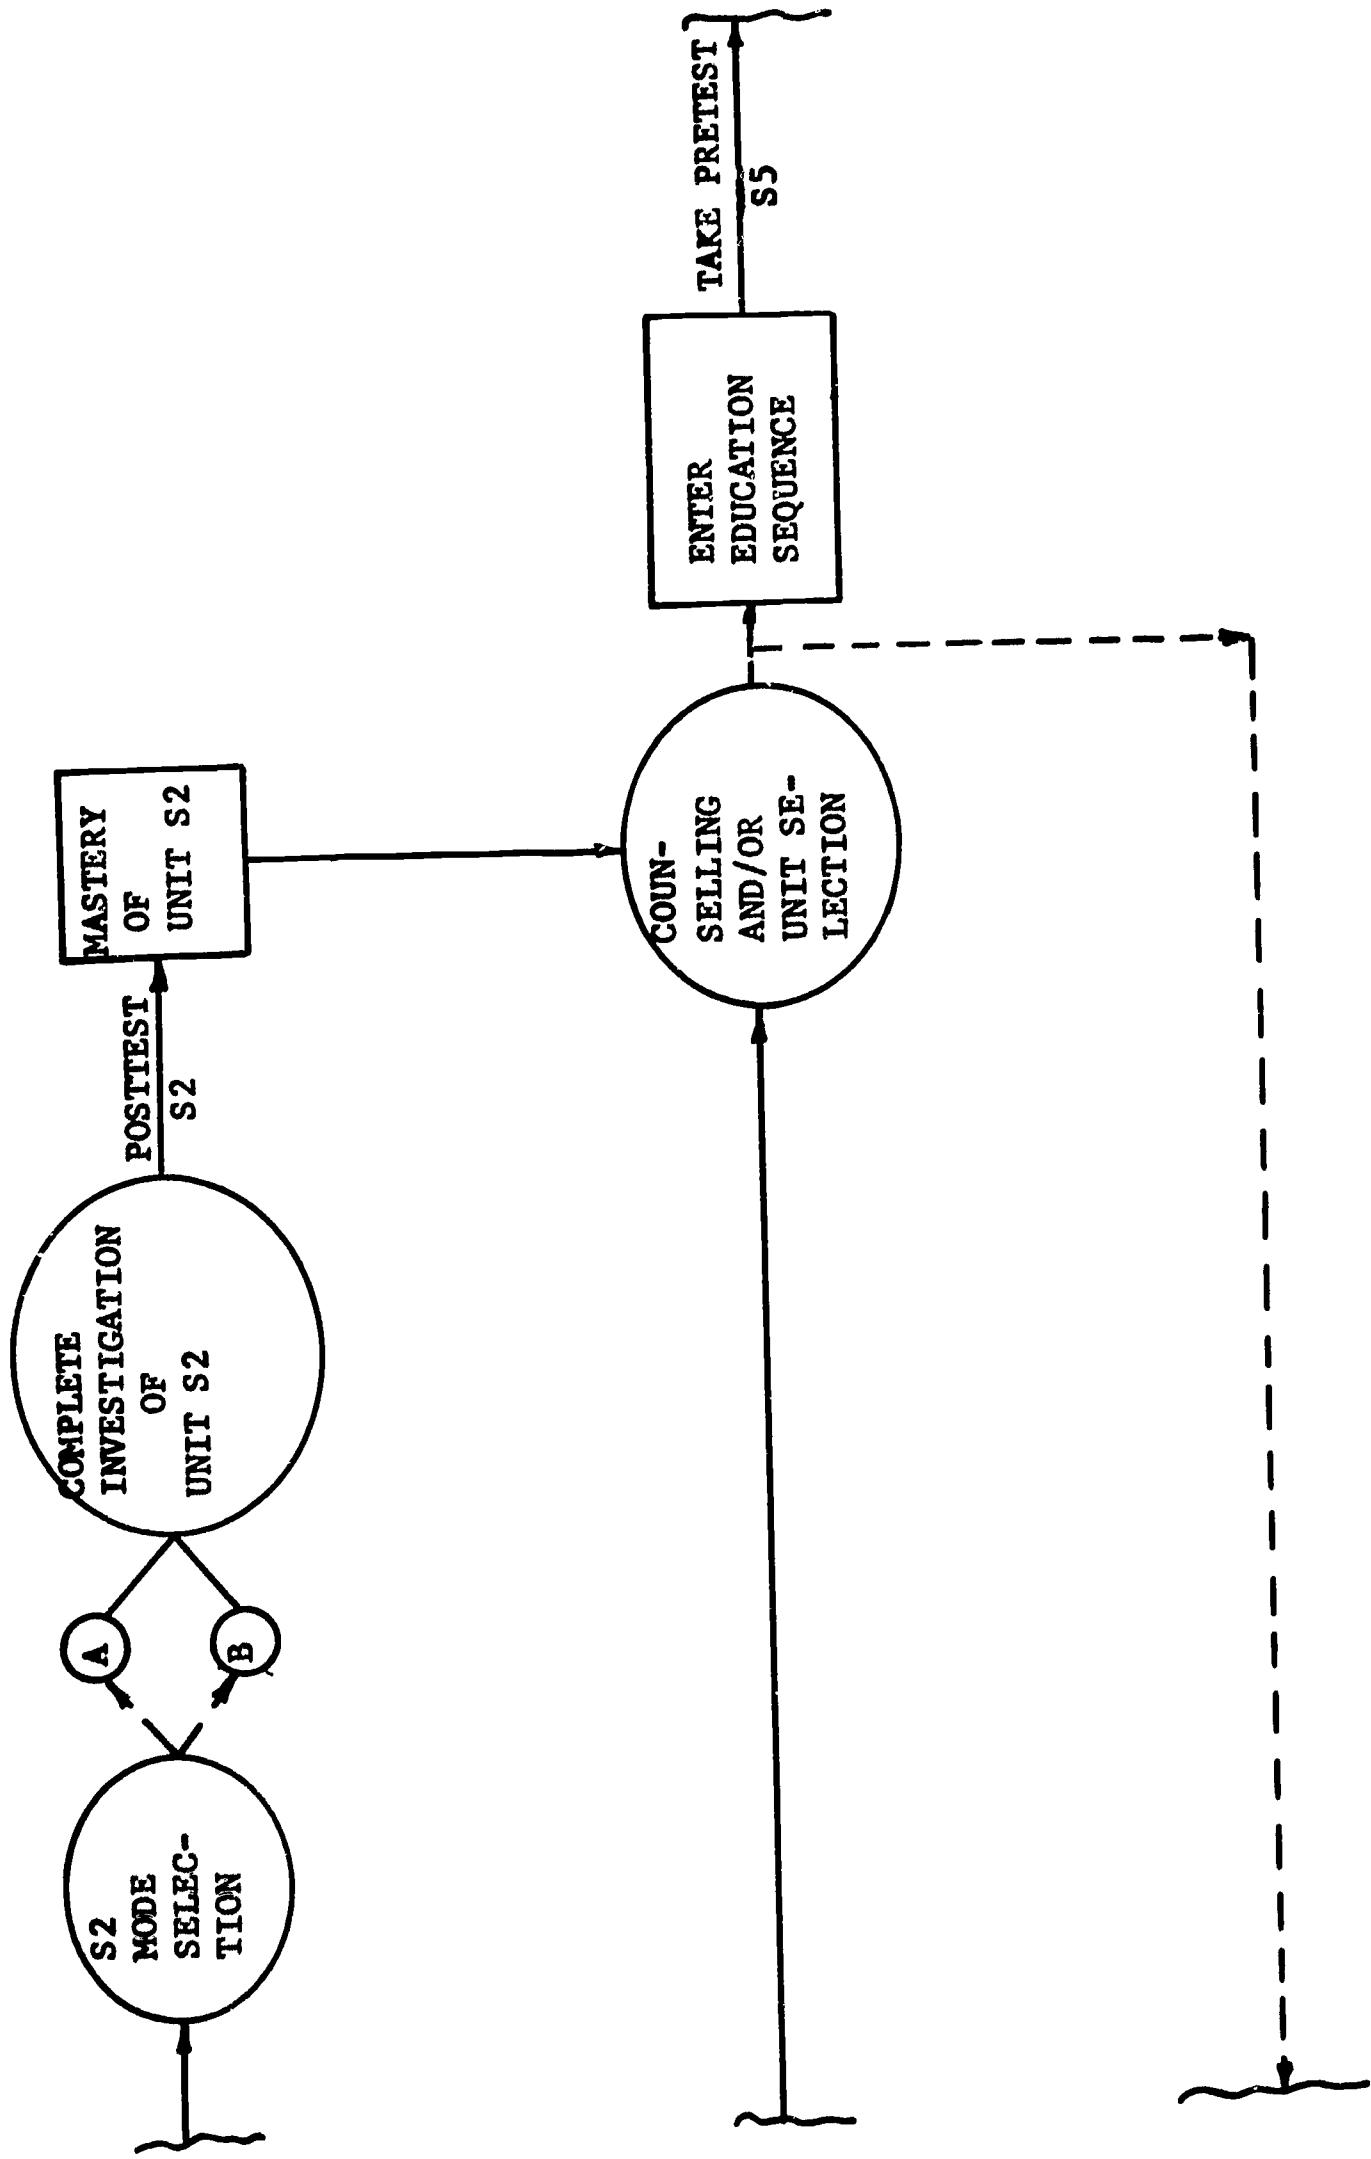 S2
MODE
SELEC-
TION
A
B
COMPLETE
INVESTIGATION
OF
UNIT S2
POSTTEST
S2
MASTERY
OF
UNIT S2
COUN-
SELLING
AND/OR
UNIT SE-
LECTION
ENTER
EDUCATION
SEQUENCE
TAKE PRETEST
S5